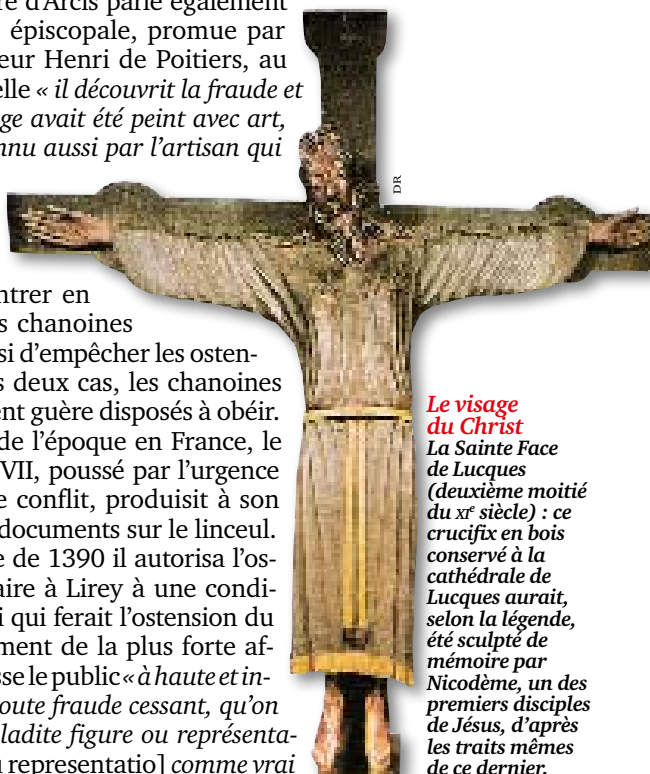 re d'Arcis parle également
épiscopale, promue par
eur Henri de Poitiers, au
elle « il découvrit la fraude et
ge avait été peint avec art,
nnu aussi par l'artisan qui
DR
ntrer en
s chanoines
si d'empêcher les osten-
s deux cas, les chanoines
ent guère disposés à obéir.
de l'époque en France, le
VII, poussé par l'urgence
e conflit, produisit à son
documents sur le linceul.
e de 1390 il autorisa l'os-
aire à Lirey à une condi-
i qui ferait l'ostension du
ment de la plus forte af-
sse le public « à haute et in-
oute fraude cessant, qu'on
ladite figure ou représenta-
u representatio] comme vrai
Le visage
du Christ
La Sainte Face
de Lucques
(deuxième moitié
du XIe siècle) : ce
crucifix en bois
conservé à la
cathédrale de
Lucques aurait,
selon la légende,
été sculpté de
mémoire par
Nicodème, un des
premiers disciples
de Jésus, d'après
les traits mêmes
de ce dernier.